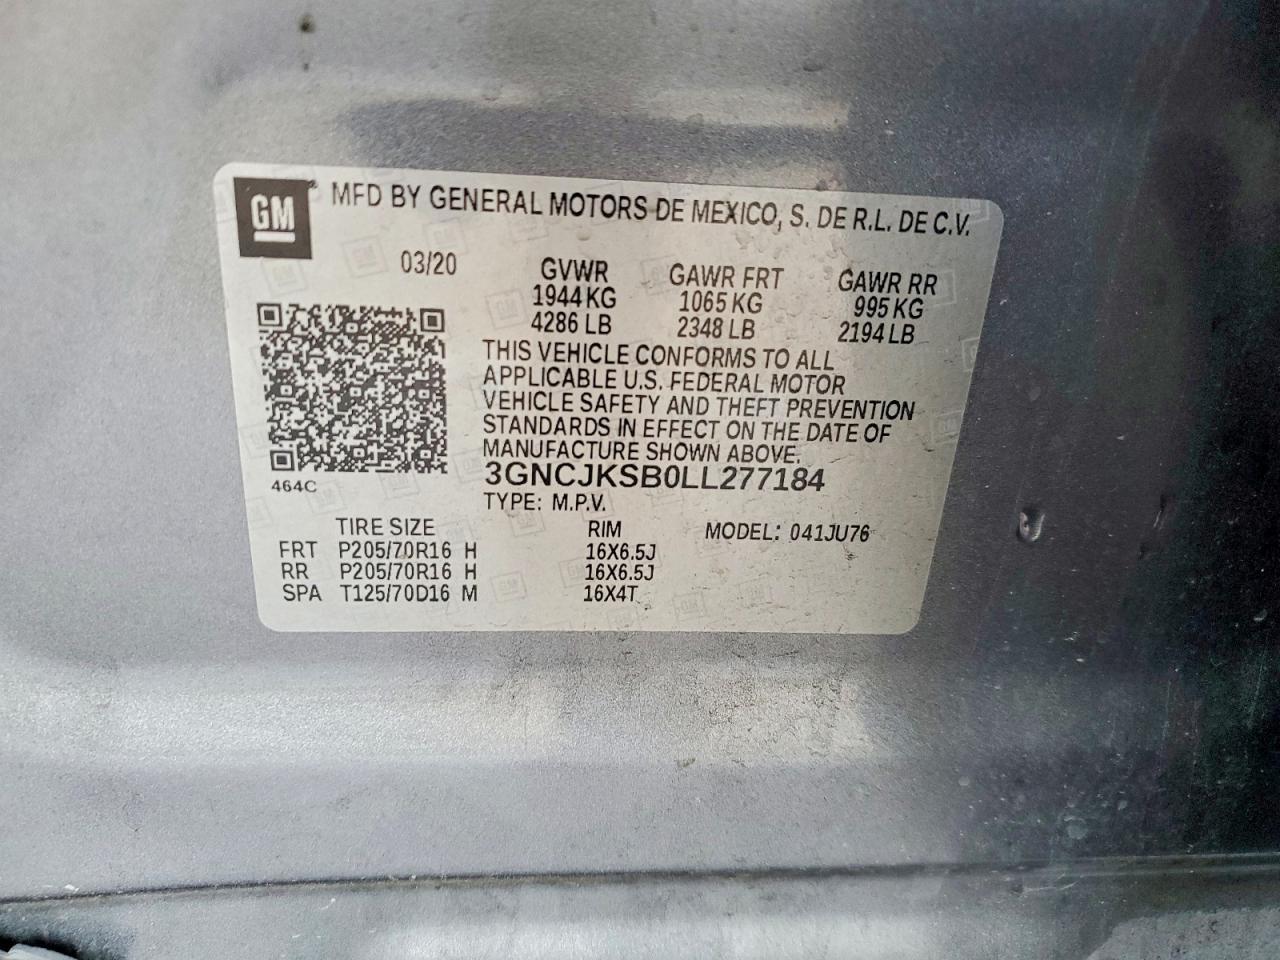 GM MFD BY GENERAL MOTORS DE MEXICO, S. DE R.L. DE C.V.
03/20 GVWR GAWR FRT GAWR RR
1944 KG 1065 KG 995 KG
4286 LB 2348 LB 2194 LB
THIS VEHICLE CONFORMS TO ALL
APPLICABLE U.S. FEDERAL MOTOR
VEHICLE SAFETY AND THEFT PREVENTION
STANDARDS IN EFFECT ON THE DATE OF
MANUFACTURE SHOWN ABOVE.
464C
3GNCJKSB0LL277184
TYPE: M.P.V.
TIRE SIZE RIM MODEL: 041JU76
FRT P205/70R16 H 16X6.5J
RR P205/70R16 H 16X6.5J
SPA T125/70D16 M 16X4T